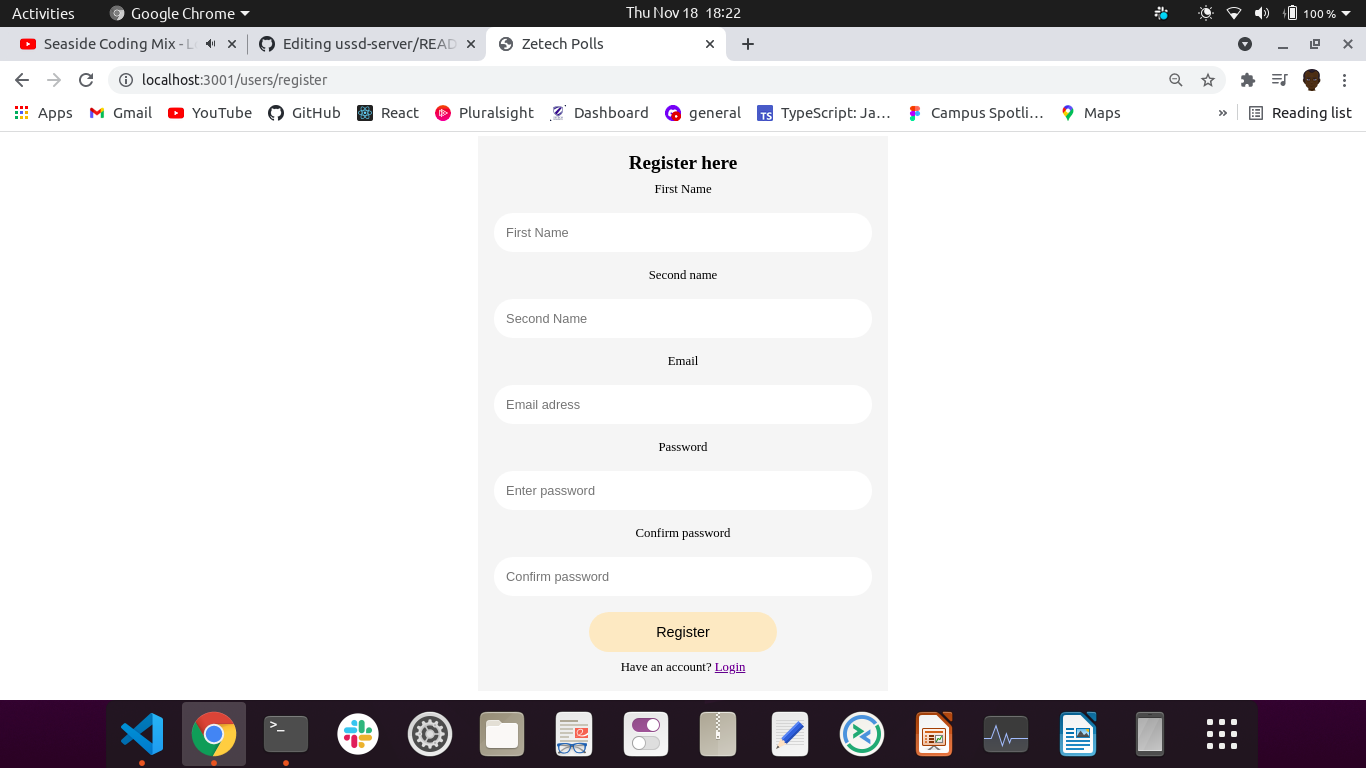 Activities Google Chrome Thu Nov 18 18:22 100 %
Seaside Coding Mix - L Editing ussd-server/READ Zetech Polls
localhost:3001/users/register
Apps Gmail YouTube GitHub React Pluralsight Dashboard general TypeScript: Ja… Campus Spotli… Maps » Reading list
Register here
First Name
First Name
Second name
Second Name
Email
Email adress
Password
Enter password
Confirm password
Confirm password
Register
Have an account? Login